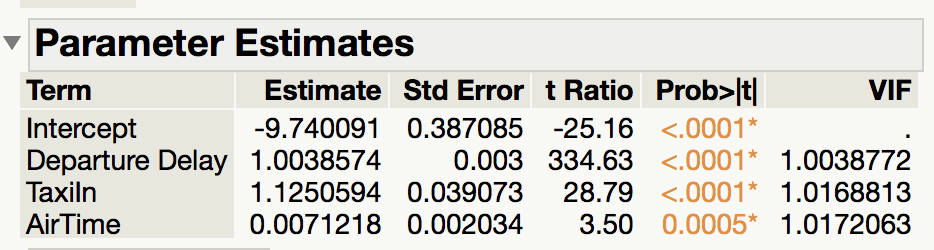 Parameter Estimates
Term Estimate Std Error t Ratio Prob>|t| VIF
Intercept -9.740091 0.387085 -25.16 <.0001* .
Departure Delay 1.0038574 0.003 334.63 <.0001* 1.0038772
TaxiIn 1.1250594 0.039073 28.79 <.0001* 1.0168813
AirTime 0.0071218 0.002034 3.50 0.0005* 1.0172063